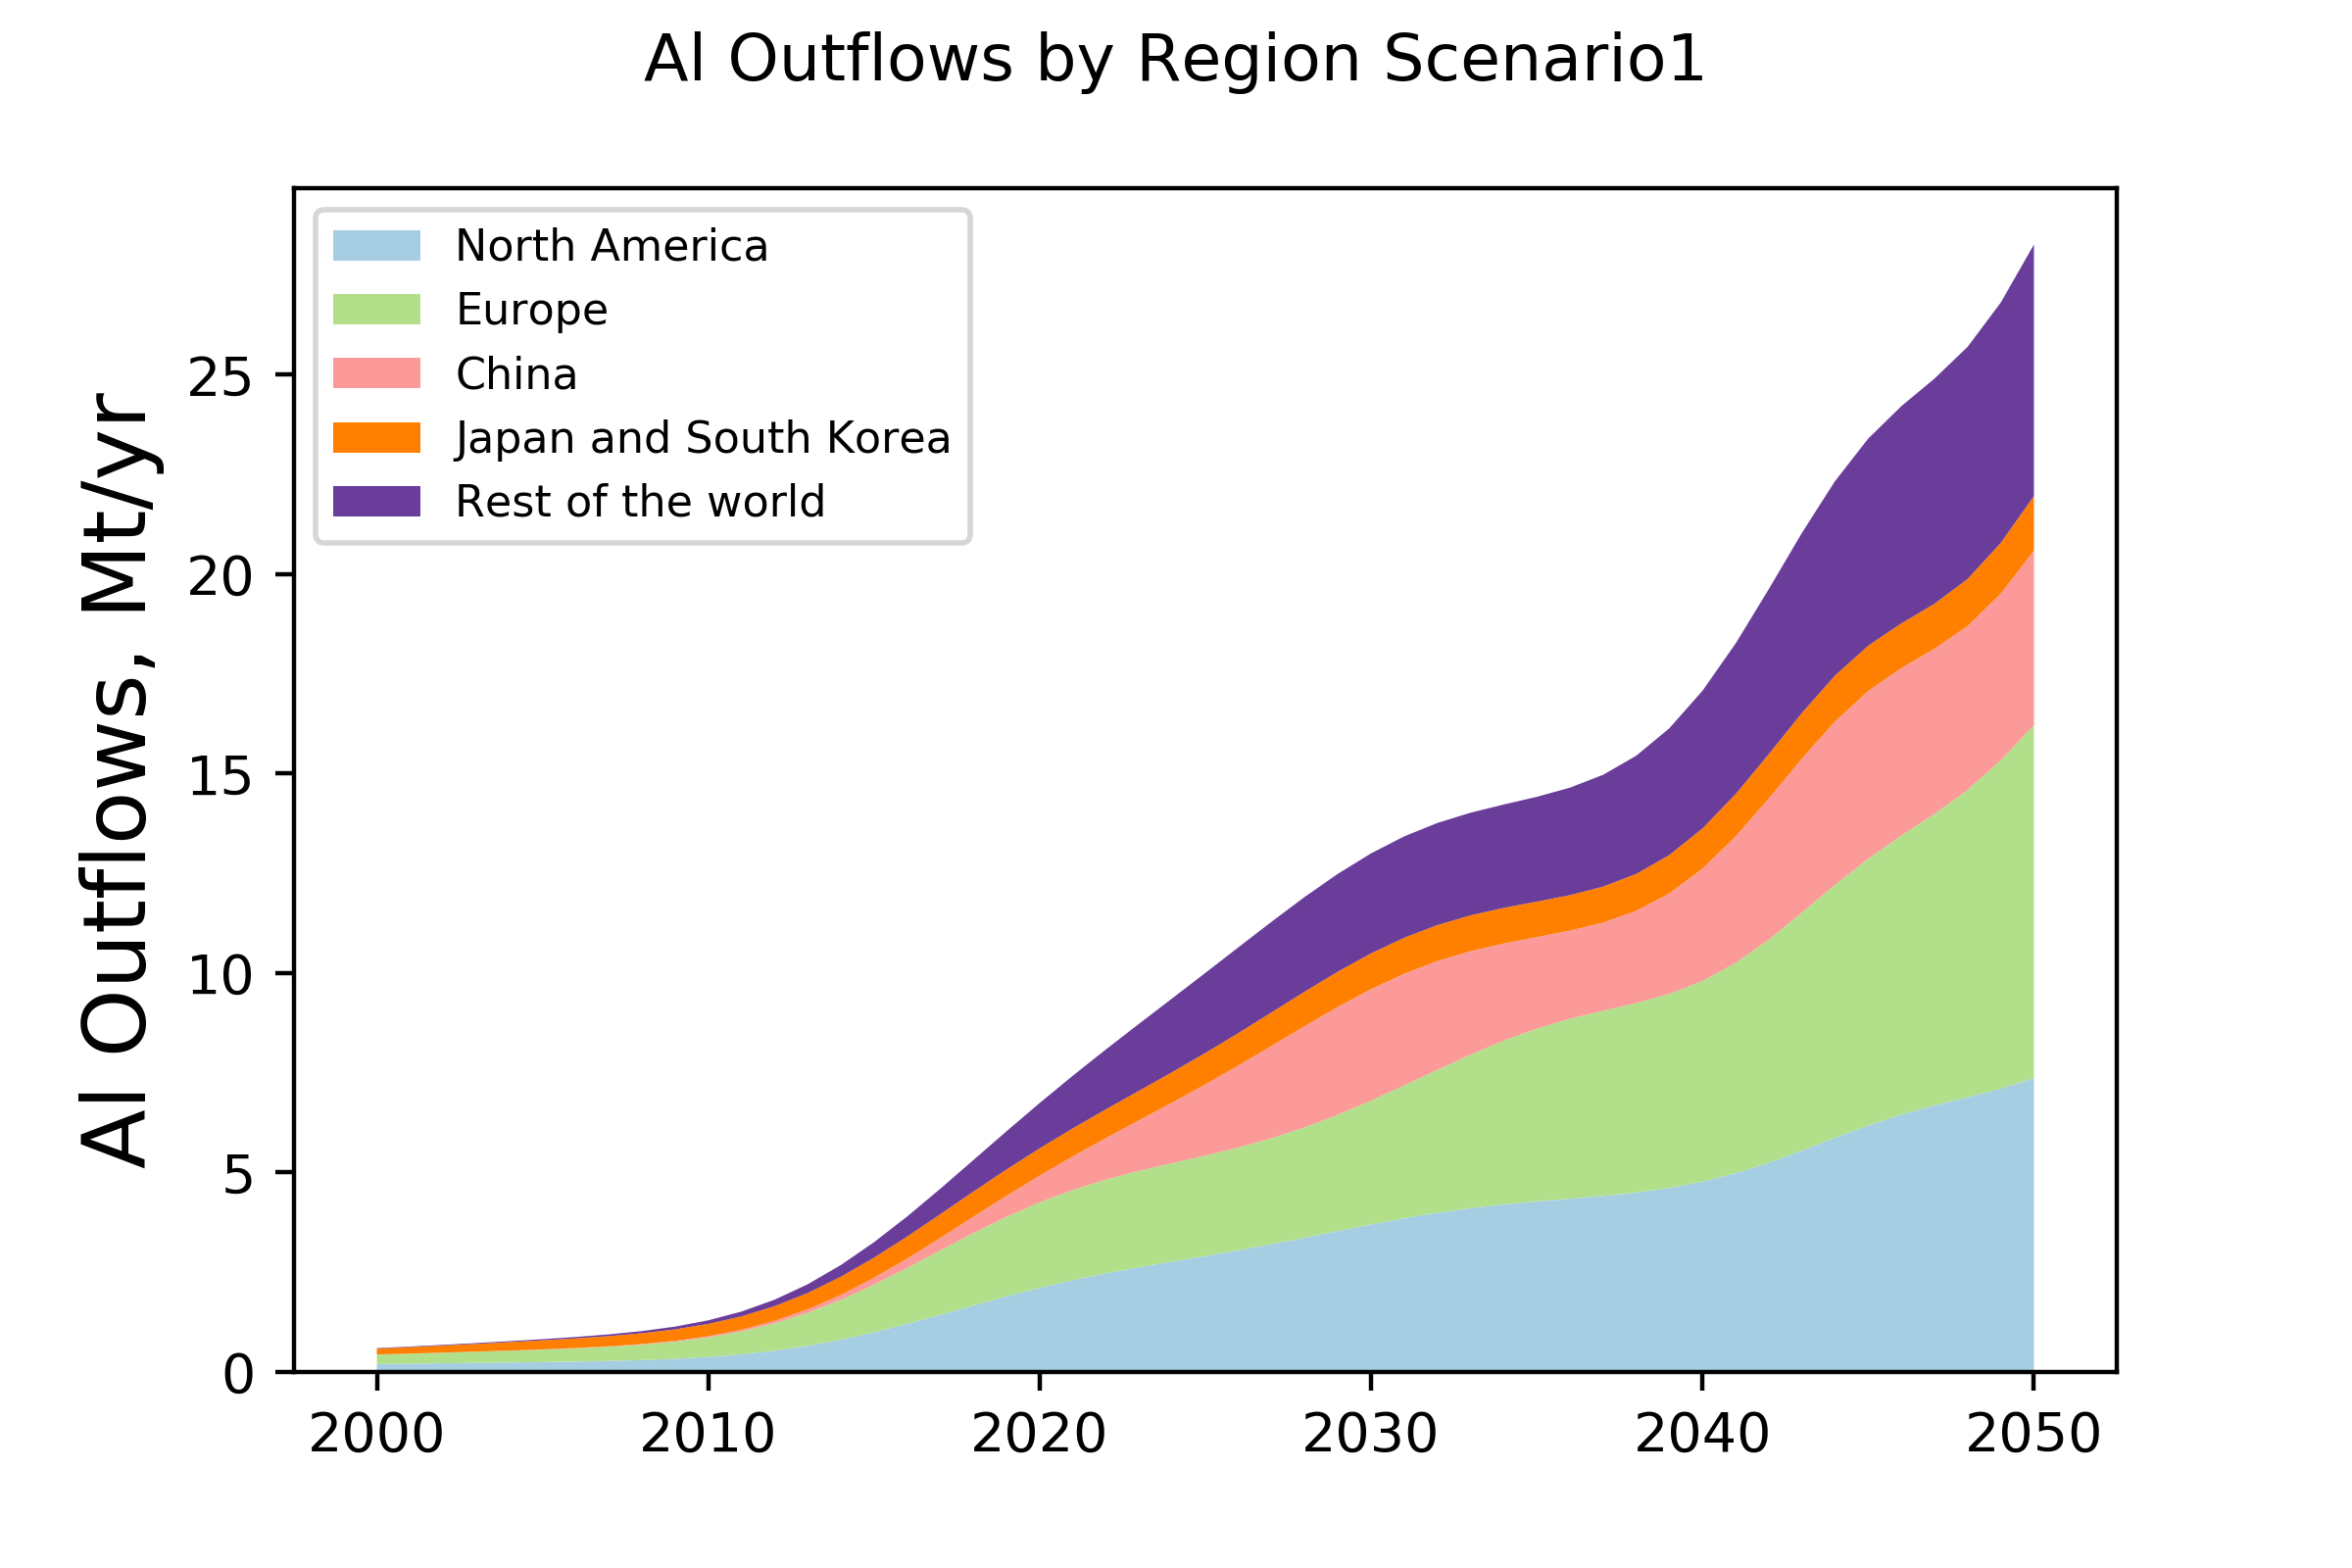 Al Outflows by Region Scenario1
North America
Europe
China
Japan and South Korea
Rest of the world
Al Outflows, Mt/yr
25
20
15
10
5
0
2000 2010 2020 2030 2040 2050